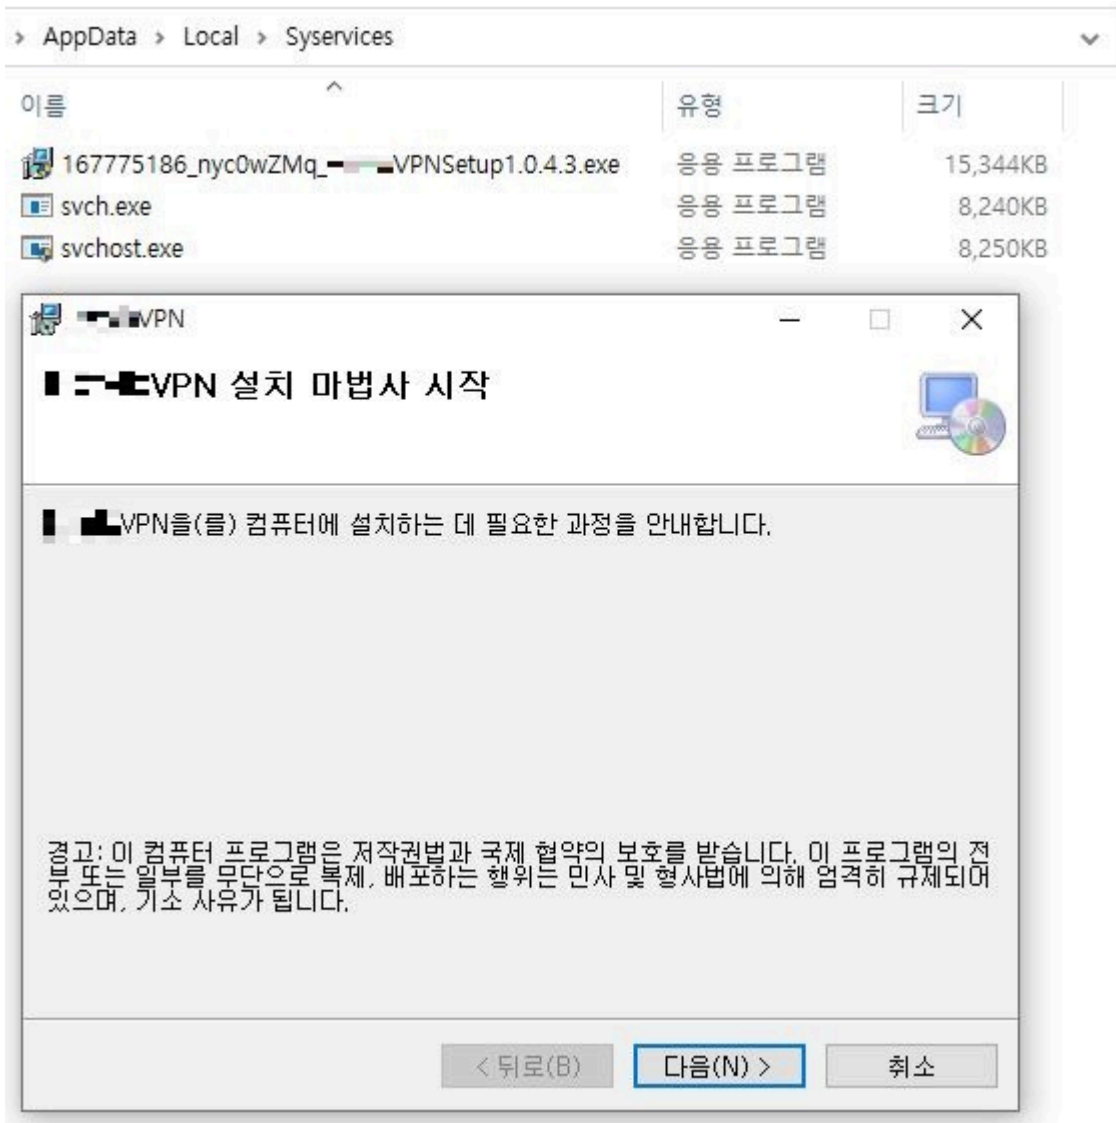 > AppData > Local > Syservices
이름 유형 크기
167775186_nyc0wZMq_ VPNSetup1.0.4.3.exe 응용 프로그램 15,344KB
svch.exe 응용 프로그램 8,240KB
svchost.exe 응용 프로그램 8,250KB
VPN
VPN 설치 마법사 시작
VPN을(를) 컴퓨터에 설치하는 데 필요한 과정을 안내합니다.
경고: 이 컴퓨터 프로그램은 저작권법과 국제 협약의 보호를 받습니다. 이 프로그램의 전
부 또는 일부를 무단으로 복제, 배포하는 행위는 민사 및 형사법에 의해 엄격히 규제되어
있으며, 기소 사유가 됩니다.
< 뒤로(B) 다음(N) > 취소